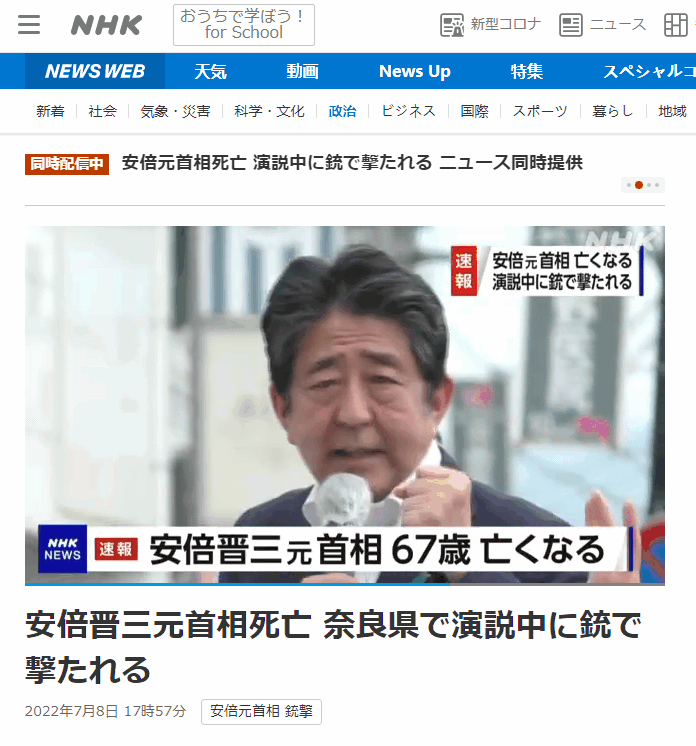 NHK
おうちで学ぼう！
for School
新型コロナ
ニュース
NEWS WEB
天気
動画
News Up
特集
スペシャルコ
新着
社会
気象・災害
科学・文化
政治
ビジネス
国際
スポーツ
暮らし
地域
同時配信中
安倍元首相死亡 演説中に銃で撃たれる ニュース同時提供
NHK
速報
安倍元首相 亡くなる
演説中に銃で撃たれる
NHK
NEWS
速報
安倍晋三元首相 67歳 亡くなる
安倍晋三元首相死亡 奈良県で演説中に銃で
撃たれる
2022年7月8日 17時57分
安倍元首相 銃撃